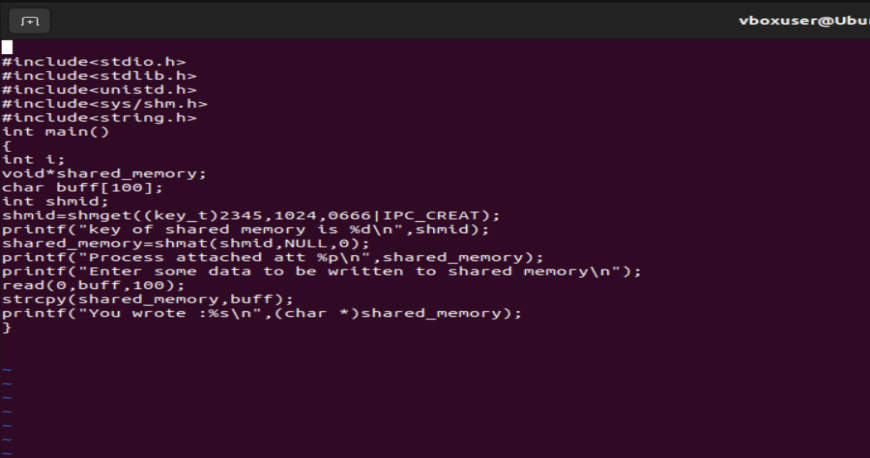 vboxuser@Ubu
#include<stdio.h>
#include<stdlib.h>
#include<unistd.h>
#include<sys/shm.h>
#include<string.h>
int main()
{
int i;
void*shared_memory;
char buff[100];
int shmid;
shmid=shmget((key_t)2345,1024,0666|IPC_CREAT);
printf("key of shared memory is %d\n",shmid);
shared_memory=shmat(shmid,NULL,0);
printf("Process attached att %p\n",shared_memory);
printf("Enter some data to be written to shared memory\n");
read(0,buff,100);
strcpy(shared_memory,buff);
printf("You wrote :%s\n",(char *)shared_memory);
}
~
~
~
~
~
~
~